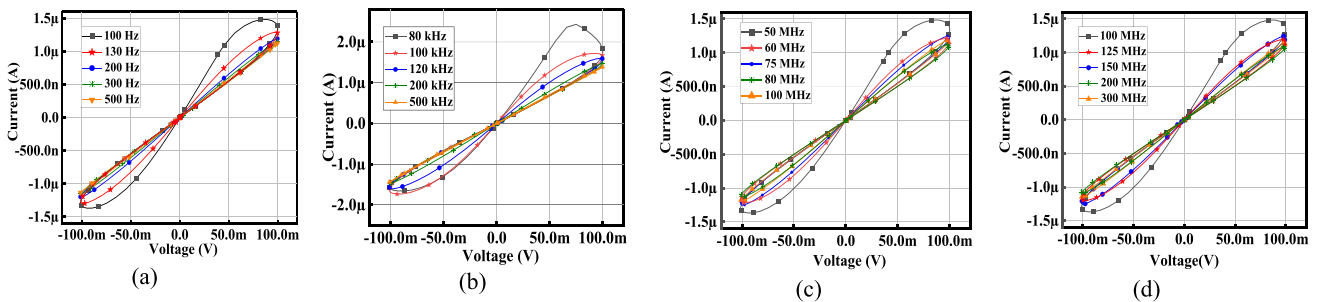 1.5μ
1.0μ
500.0n
0.0
-500.0n
-1.0μ
1.5μ
Current (A)
100 Hz
130 Hz
200 Hz
300 Hz
500 Hz
-100.0m -50.0m 0.0 50.0m 100.0m
Voltage (V)
(a)
2.0μ
1.0μ
0.0
-1.0μ
-2.0μ
Current (A)
80 kHz
100 kHz
120 kHz
200 kHz
500 kHz
-100.0m -50.0m 0.0 50.0m 100.0m
Voltage (V)
(b)
1.5μ
1.0μ
500.0n
0.0
-500.0n
-1.0μ
-1.5μ
Current (A)
50 MHz
60 MHz
75 MHz
80 MHz
100 MHz
-100.0m -50.0m 0.0 50.0m 100.0m
Voltage (V)
(c)
1.5μ
1.0μ
500.0n
0.0
-500.0n
-1.0μ
-1.5μ
Current (A)
100 MHz
125 MHz
150 MHz
200 MHz
300 MHz
-100.0m -50.0m 0.0 50.0m 100.0m
Voltage(V)
(d)